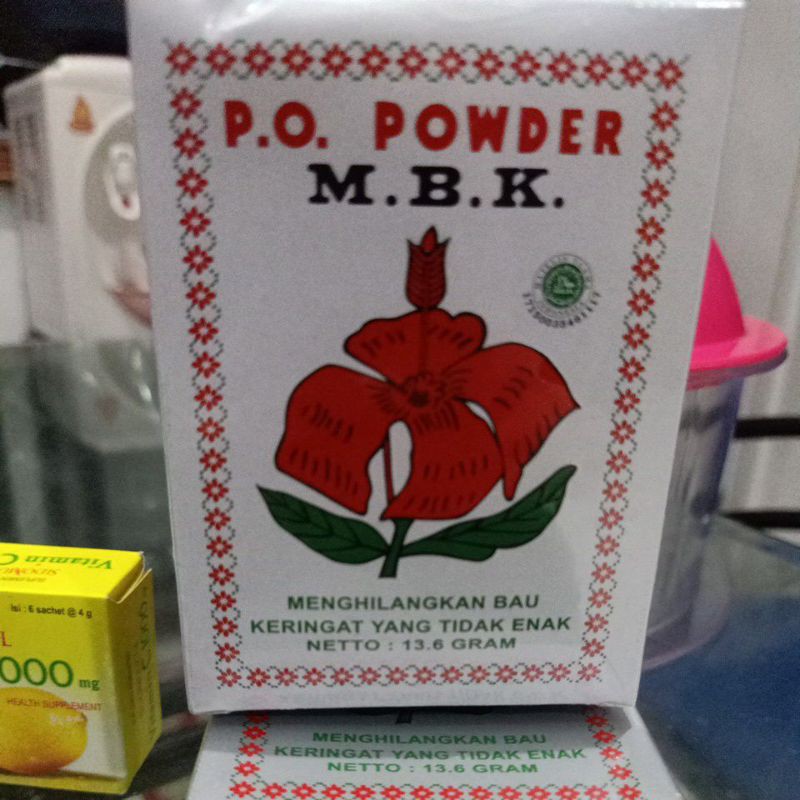 P.O. POWDER
M.B.K.
MENGHILANGKAN BAU
KERINGAT YANG TIDAK ENAK
NETTO : 13.6 GRAM
MENGHILANGKAN BAU
KERINGAT YANG TIDAK ENAK
NETTO : 13.6 GRAM
Vitamin C
Isi : 6 sachet @ 4 g
000 mg
HEALTH SUPPLEMENT